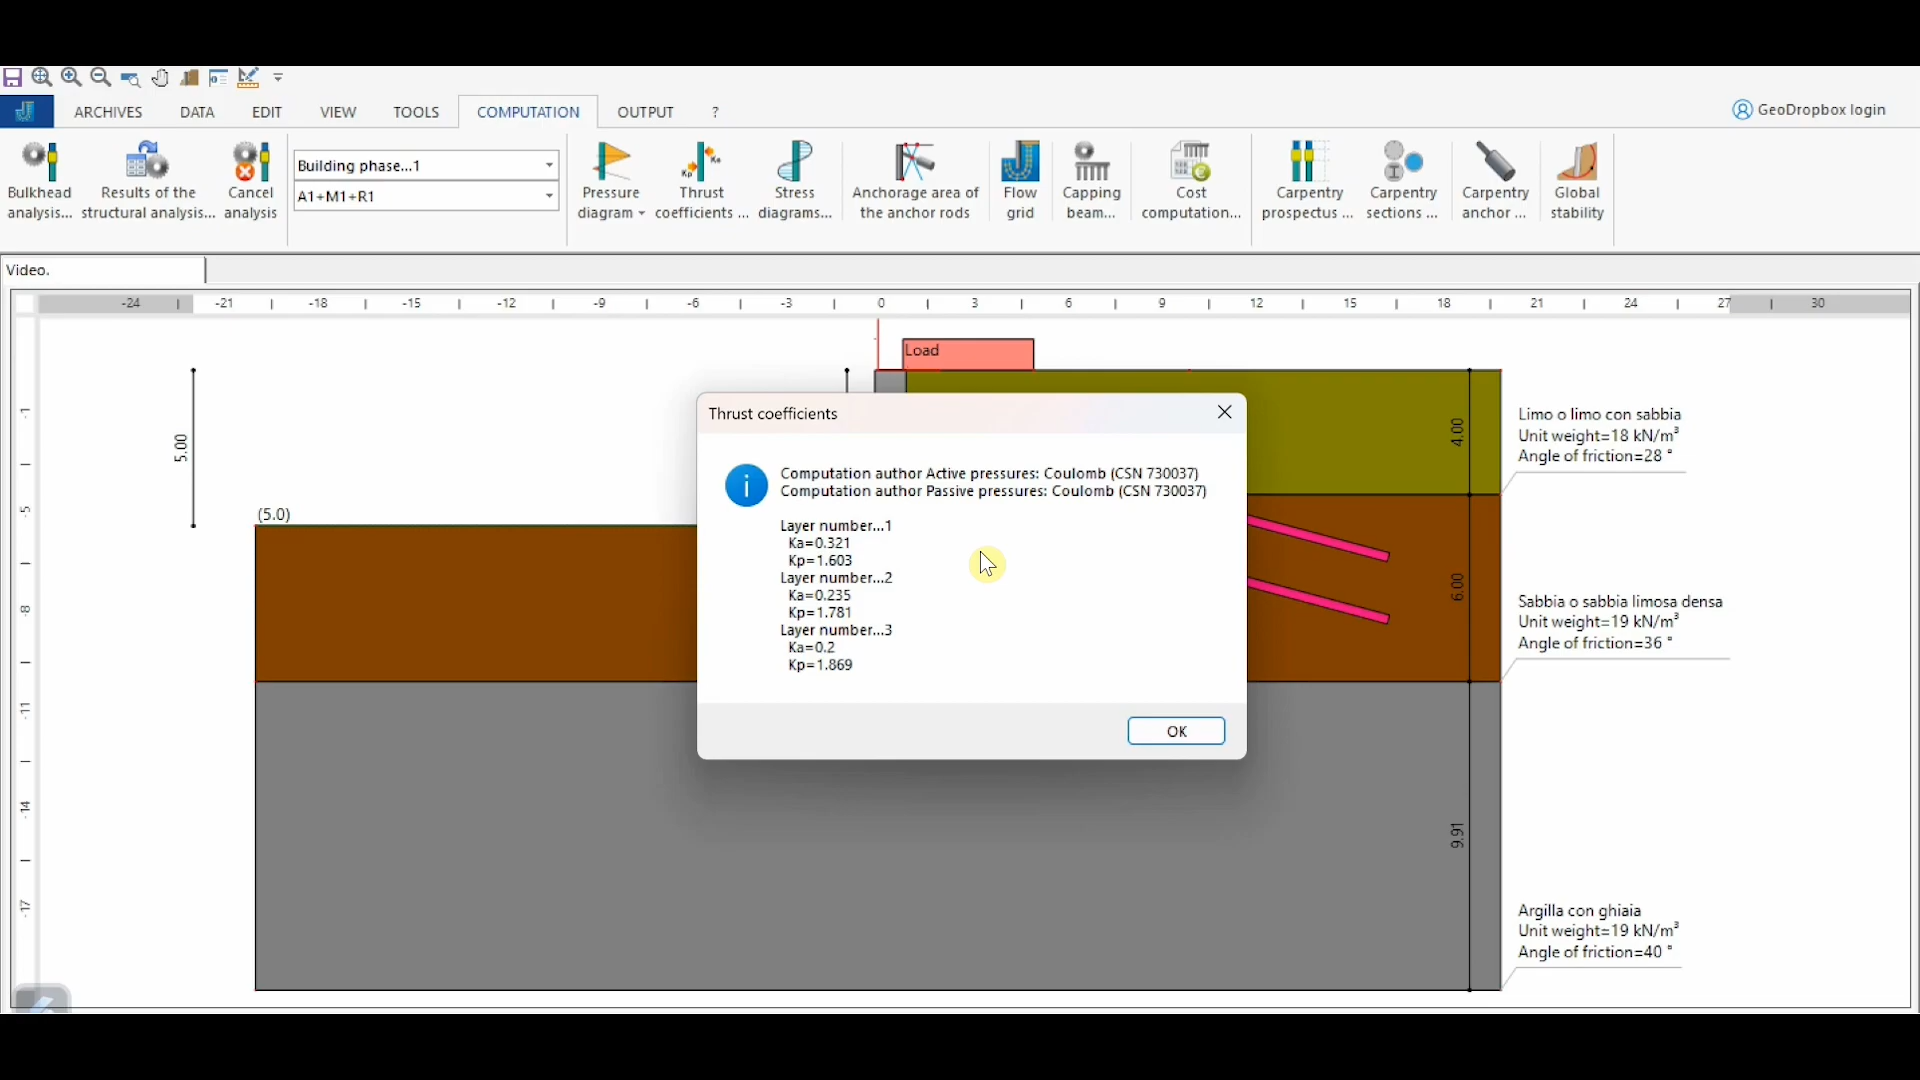 ARCHIVES DATA EDIT VIEW TOOLS COMPUTATION OUTPUT ?
GeoDropbox login
Bulkhead analysis...
Results of the structural analysis...
Cancel analysis
Building phase...1
A1+M1+R1
Pressure diagram
Thrust coefficients ...
Stress diagrams...
Anchorage area of the anchor rods
Flow grid
Capping beam...
Cost computation...
Carpentry prospectus ...
Carpentry sections ...
Carpentry anchor ...
Global stability
Video.
-24 -21 -18 -15 -12 -9 -6 -3 0 3 6 9 12 15 18 21 24 27 30
-1
-5
-8
-11
-14
-17
Load
5.00
(5.0)
4.00
6.00
9.91
Limo o limo con sabbia
Unit weight=18 kN/m³
Angle of friction=28 °
Sabbia o sabbia limosa densa
Unit weight=19 kN/m³
Angle of friction=36 °
Argilla con ghiaia
Unit weight=19 kN/m³
Angle of friction=40 °
Thrust coefficients
Computation author Active pressures: Coulomb (CSN 730037)
Computation author Passive pressures: Coulomb (CSN 730037)
Layer number...1
Ka=0.321
Kp=1.603
Layer number...2
Ka=0.235
Kp=1.781
Layer number...3
Ka=0.2
Kp=1.869
OK